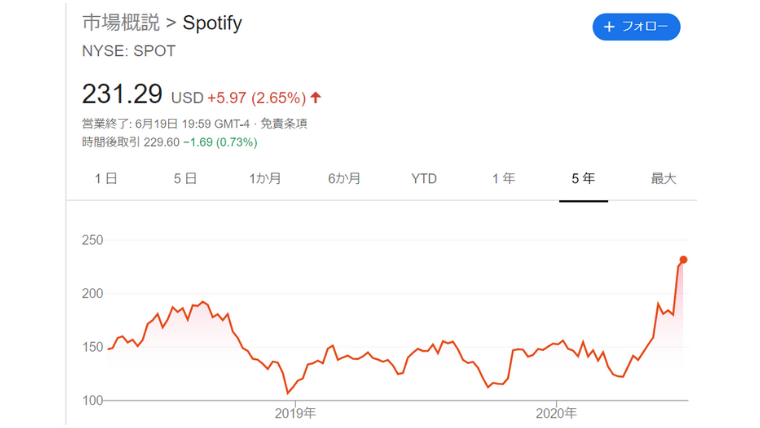 市場概説 > Spotify
+ フォロー
NYSE: SPOT
231.29 USD +5.97 (2.65%)↑
営業終了: 6月19日 19:59 GMT-4 · 免責条項
時間後取引 229.60 −1.69 (0.73%)
1 日 5 日 1か月 6か月 YTD 1 年 5 年 最大
250
200
150
100
2019年 2020年